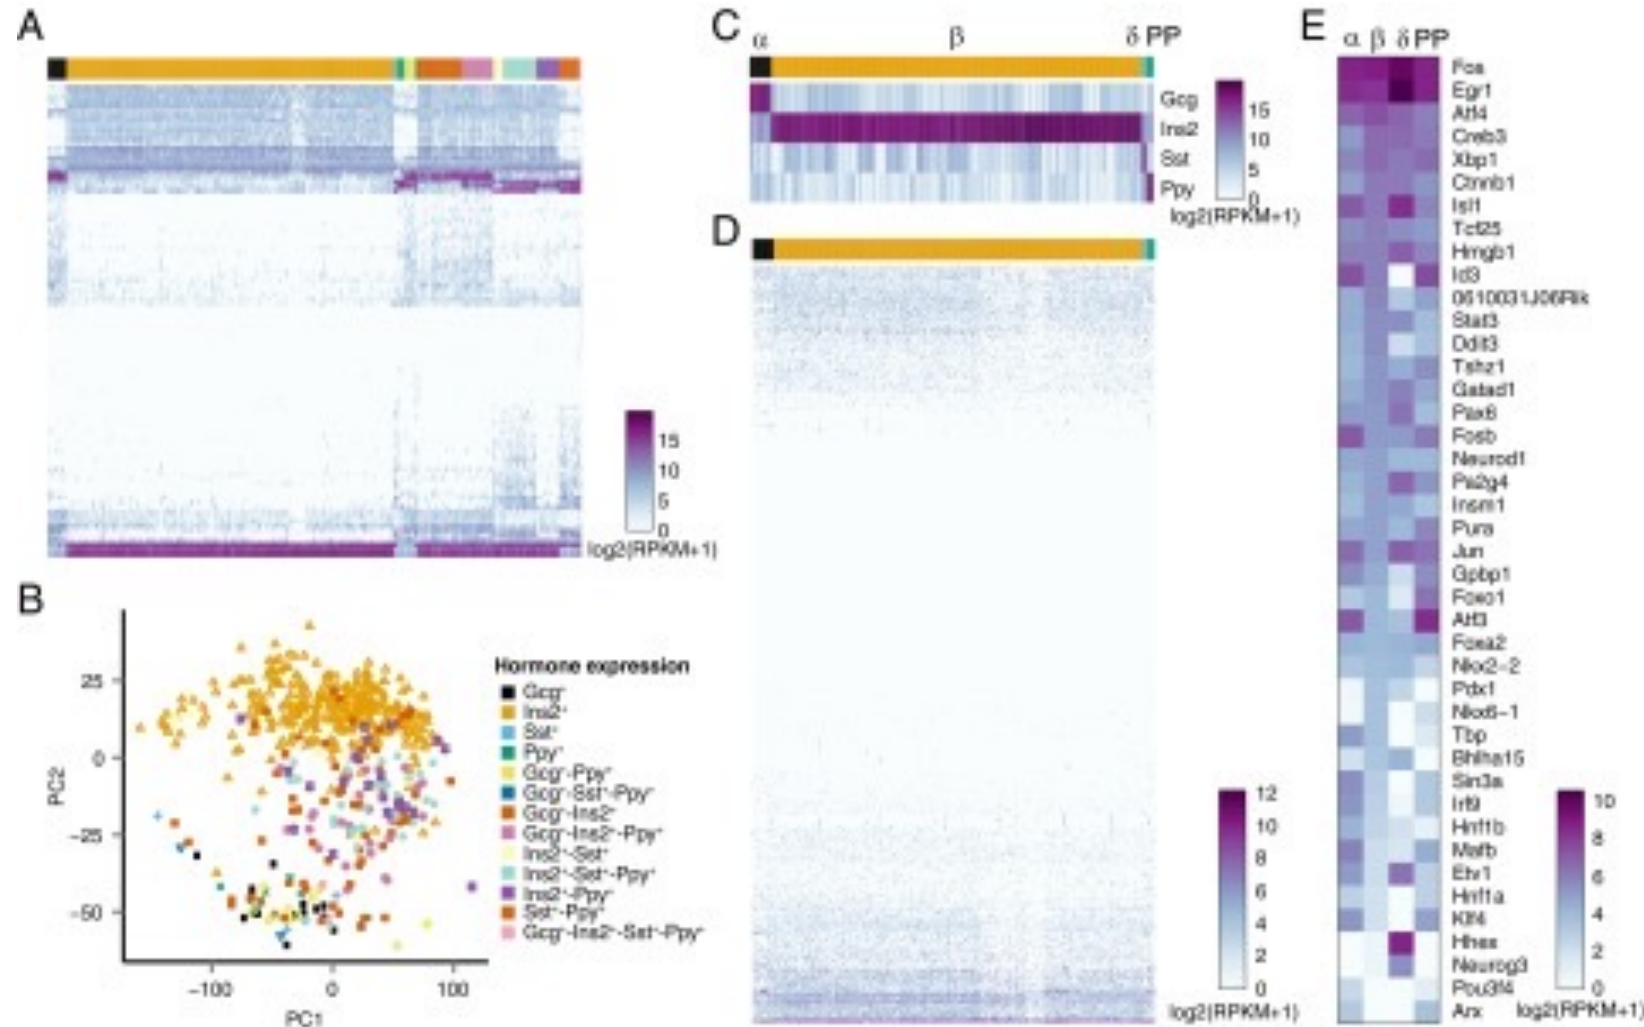 A
15
10
5
0
log2(RPKM+1)
B
25
0
−25
−50
PC2
−100
0
100
PC1
Hormone expression
Gcg+
Ins2+
Sst+
Ppy+
Gcg+-Ppy+
Gcg+-Sst+-Ppy+
Gcg+-Ins2+
Gcg+-Ins2+-Ppy+
Ins2+-Sst+
Ins2+-Sst+-Ppy+
Ins2+-Ppy+
Sst+-Ppy+
Gcg+-Ins2+-Sst+-Ppy+
C
α β δ PP
Gcg
Ins2
Sst
Ppy
15
10
5
0
log2(RPKM+1)
D
12
10
8
6
4
2
0
log2(RPKM+1)
E
α β δ PP
Fos
Egr1
Atf4
Creb3
Xbp1
Ctnnb1
Isl1
Tcf25
Hmgb1
Id3
0610031J06Rik
Stat3
Ddit3
Tshz1
Gatad1
Pax6
Fosb
Neurod1
Pa2g4
Insm1
Pura
Jun
Gpbp1
Foxo1
Atf3
Foxa2
Nkx2−2
Pdx1
Nkx6−1
Tbp
Bhlha15
Sin3a
Irf9
Hnf1b
Mafb
Etv1
Hnf1a
Klf4
Hhex
Neurog3
Pou3f4
Arx
10
8
6
4
2
0
log2(RPKM+1)